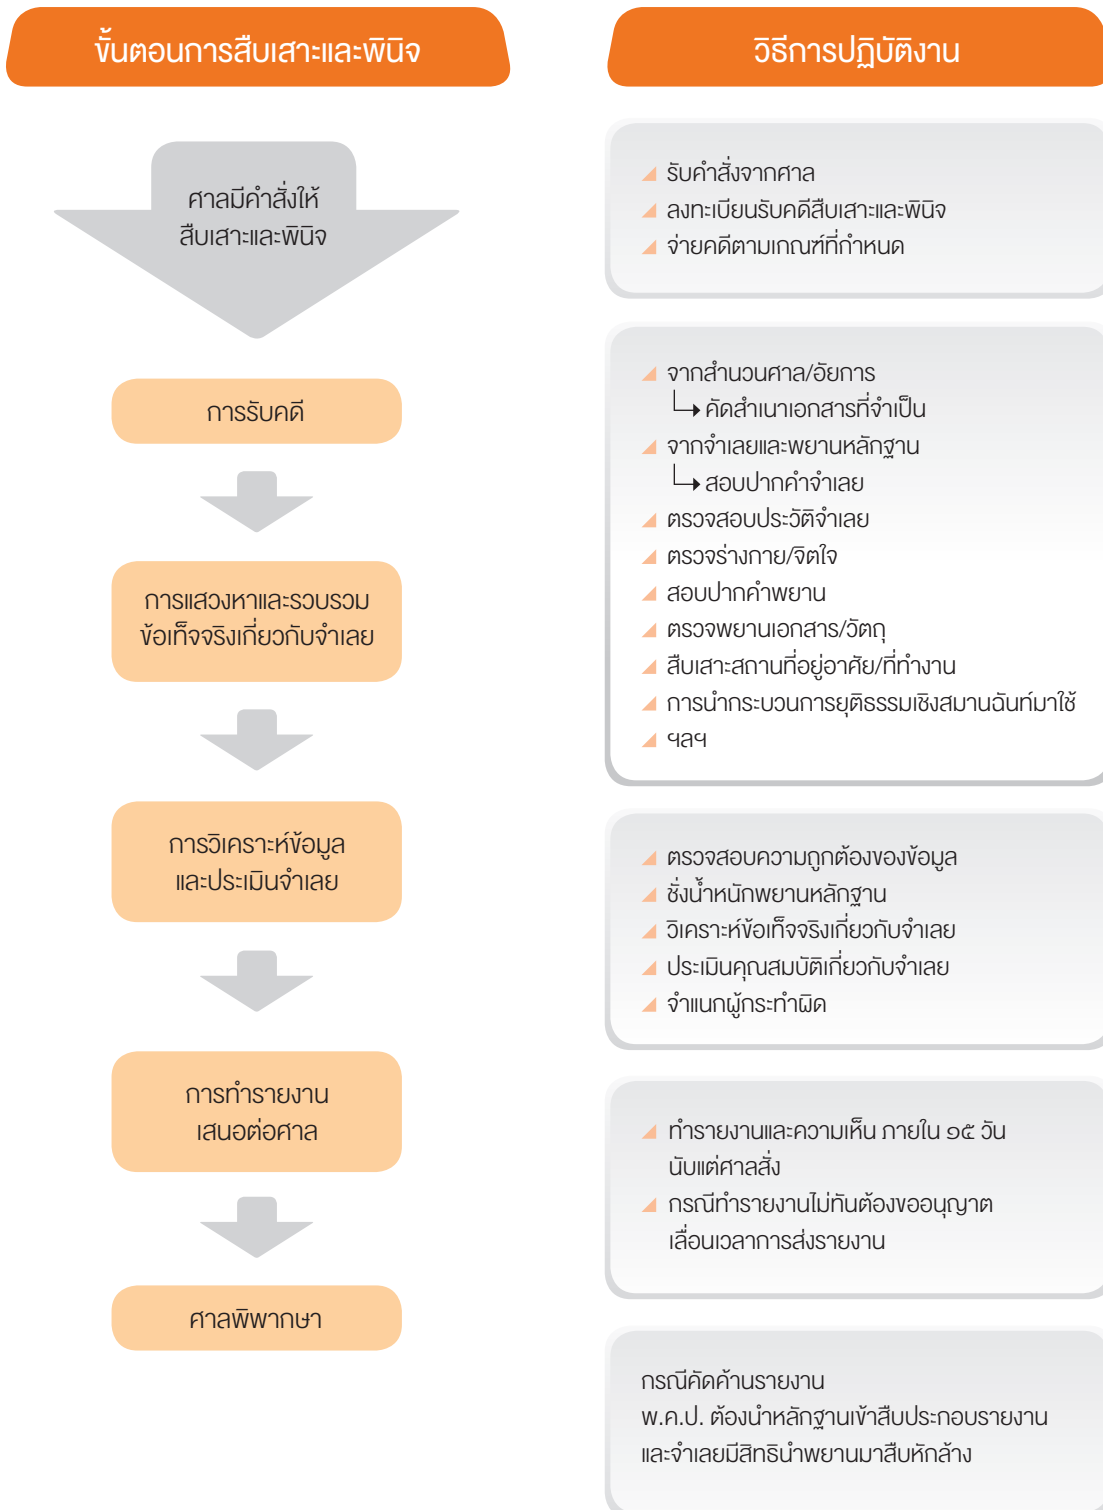 ขั้นตอนการสืบเสาะและพินิจ
ศาลมีคำสั่งให้
สืบเสาะและพินิจ
การรับคดี
การแสวงหาและรวบรวม
ข้อเท็จจริงเกี่ยวกับจำเลย
การวิเคราะห์ข้อมูล
และประเมินจำเลย
การทำรายงาน
เสนอต่อศาล
ศาลพิพากษา
วิธีการปฏิบัติงาน
รับคำสั่งจากศาล
ลงทะเบียนรับคดีสืบเสาะและพินิจ
จ่ายคดีตามเกณฑ์ที่กำหนด
จากสำนวนศาล/อัยการ
คัดสำเนาเอกสารที่จำเป็น
จากจำเลยและพยานหลักฐาน
สอบปากคำจำเลย
ตรวจสอบประวัติจำเลย
ตรวจร่างกาย/จิตใจ
สอบปากคำพยาน
ตรวจพยานเอกสาร/วัตถุ
สืบเสาะสถานที่อยู่อาศัย/ที่ทำงาน
การนำกระบวนการยุติธรรมเชิงสมานฉันท์มาใช้
ฯลฯ
ตรวจสอบความถูกต้องของข้อมูล
ชั่งน้ำหนักพยานหลักฐาน
วิเคราะห์ข้อเท็จจริงเกี่ยวกับจำเลย
ประเมินคุณสมบัติเกี่ยวกับจำเลย
จำแนกผู้กระทำผิด
ทำรายงานและความเห็น ภายใน ๑๕ วัน
นับแต่ศาลสั่ง
กรณีทำรายงานไม่ทันต้องขออนุญาต
เลื่อนเวลาการส่งรายงาน
กรณีคัดค้านรายงาน
พ.ค.ป. ต้องนำหลักฐานเข้าสืบประกอบรายงาน
และจำเลยมีสิทธินำพยานมาสืบหักล้าง